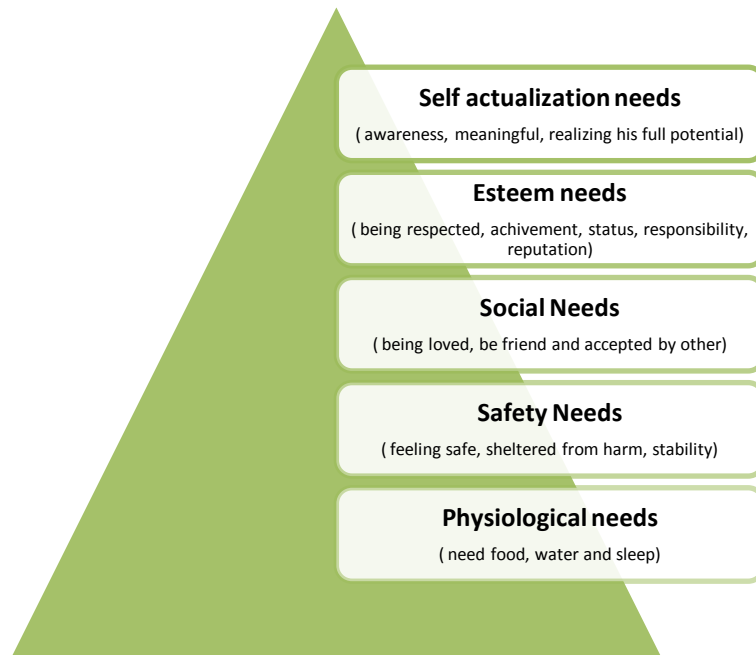 Self actualization needs
( awareness, meaningful, realizing his full potential)
Esteem needs
( being respected, achivement, status, responsibility,
reputation)
Social Needs
( being loved, be friend and accepted by other)
Safety Needs
( feeling safe, sheltered from harm, stability)
Physiological needs
( need food, water and sleep)